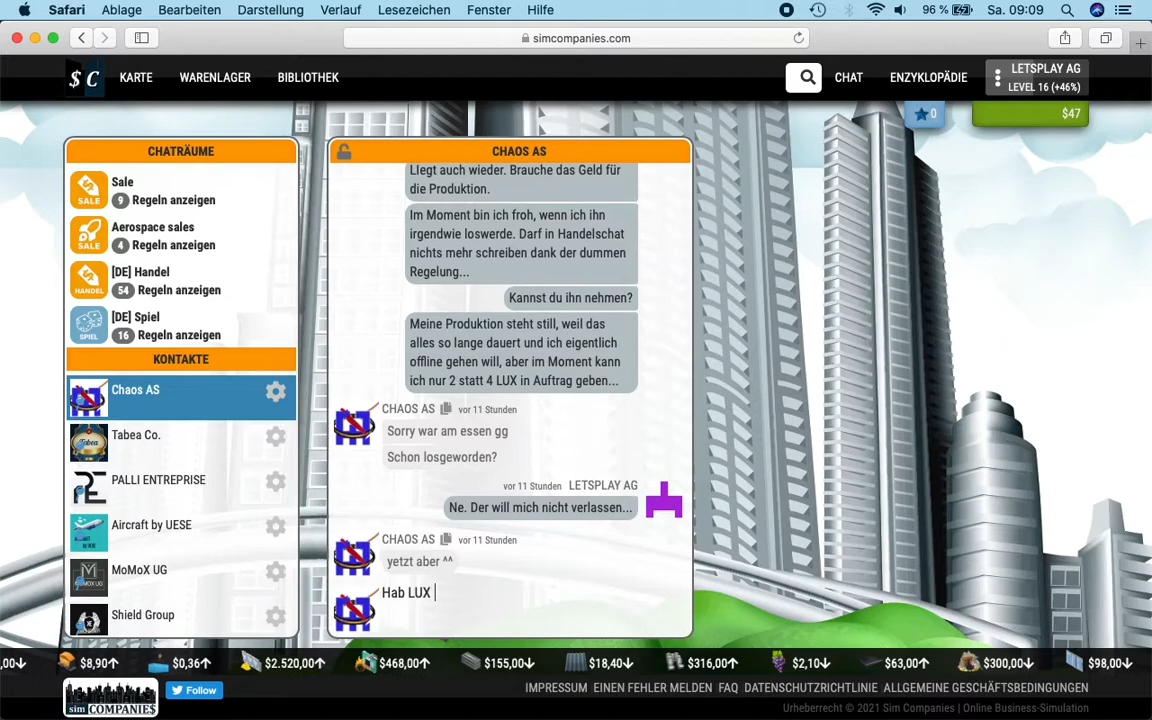 Safari Ablage Bearbeiten Darstellung Verlauf Lesezeichen Fenster Hilfe 96 % Sa. 09:09
simcompanies.com
$ C KARTE WARENLAGER BIBLIOTHEK CHAT ENZYKLOPÄDIE LETSPLAY AG
LEVEL 16 (+46%)
0 $47
CHATRÄUME
Sale
9 Regeln anzeigen
SALE
Aerospace sales
4 Regeln anzeigen
SALE
[DE] Handel
54 Regeln anzeigen
HANDEL
[DE] Spiel
16 Regeln anzeigen
SPIEL
KONTAKTE
Chaos AS
Tabea Co.
Tabea
PALLI ENTREPRISE
Aircraft by UESE
MoMoX UG
MOMOX UG
Shield Group
CHAOS AS
LIegt auch wieder. Brauche das Geld für
die Produktion.
Im Moment bin ich froh, wenn ich ihn
irgendwie loswerde. Darf in Handelschat
nichts mehr schreiben dank der dummen
Regelung...
Kannst du ihn nehmen?
Meine Produktion steht still, weil das
alles so lange dauert und ich eigentlich
offline gehen will, aber im Moment kann
ich nur 2 statt 4 LUX in Auftrag geben...
CHAOS AS vor 11 Stunden
Sorry war am essen gg
Schon losgeworden?
vor 11 Stunden LETSPLAY AG
Ne. Der will mich nicht verlassen...
CHAOS AS vor 11 Stunden
yetzt aber ^^
Hab LUX
,00↓ $8,90↑ $0,36↑ $2.520,00↑ $468,00↑ $155,00↓ $18,40↓ $316,00↑ $2,10↓ $63,00↑ $300,00↓ $98,00↓
sim COMPANIES Follow
IMPRESSUM EINEN FEHLER MELDEN FAQ DATENSCHUTZRICHTLINIE ALLGEMEINE GESCHÄFTSBEDINGUNGEN
Urheberrecht © 2021 Sim Companies | Online Business-Simulation